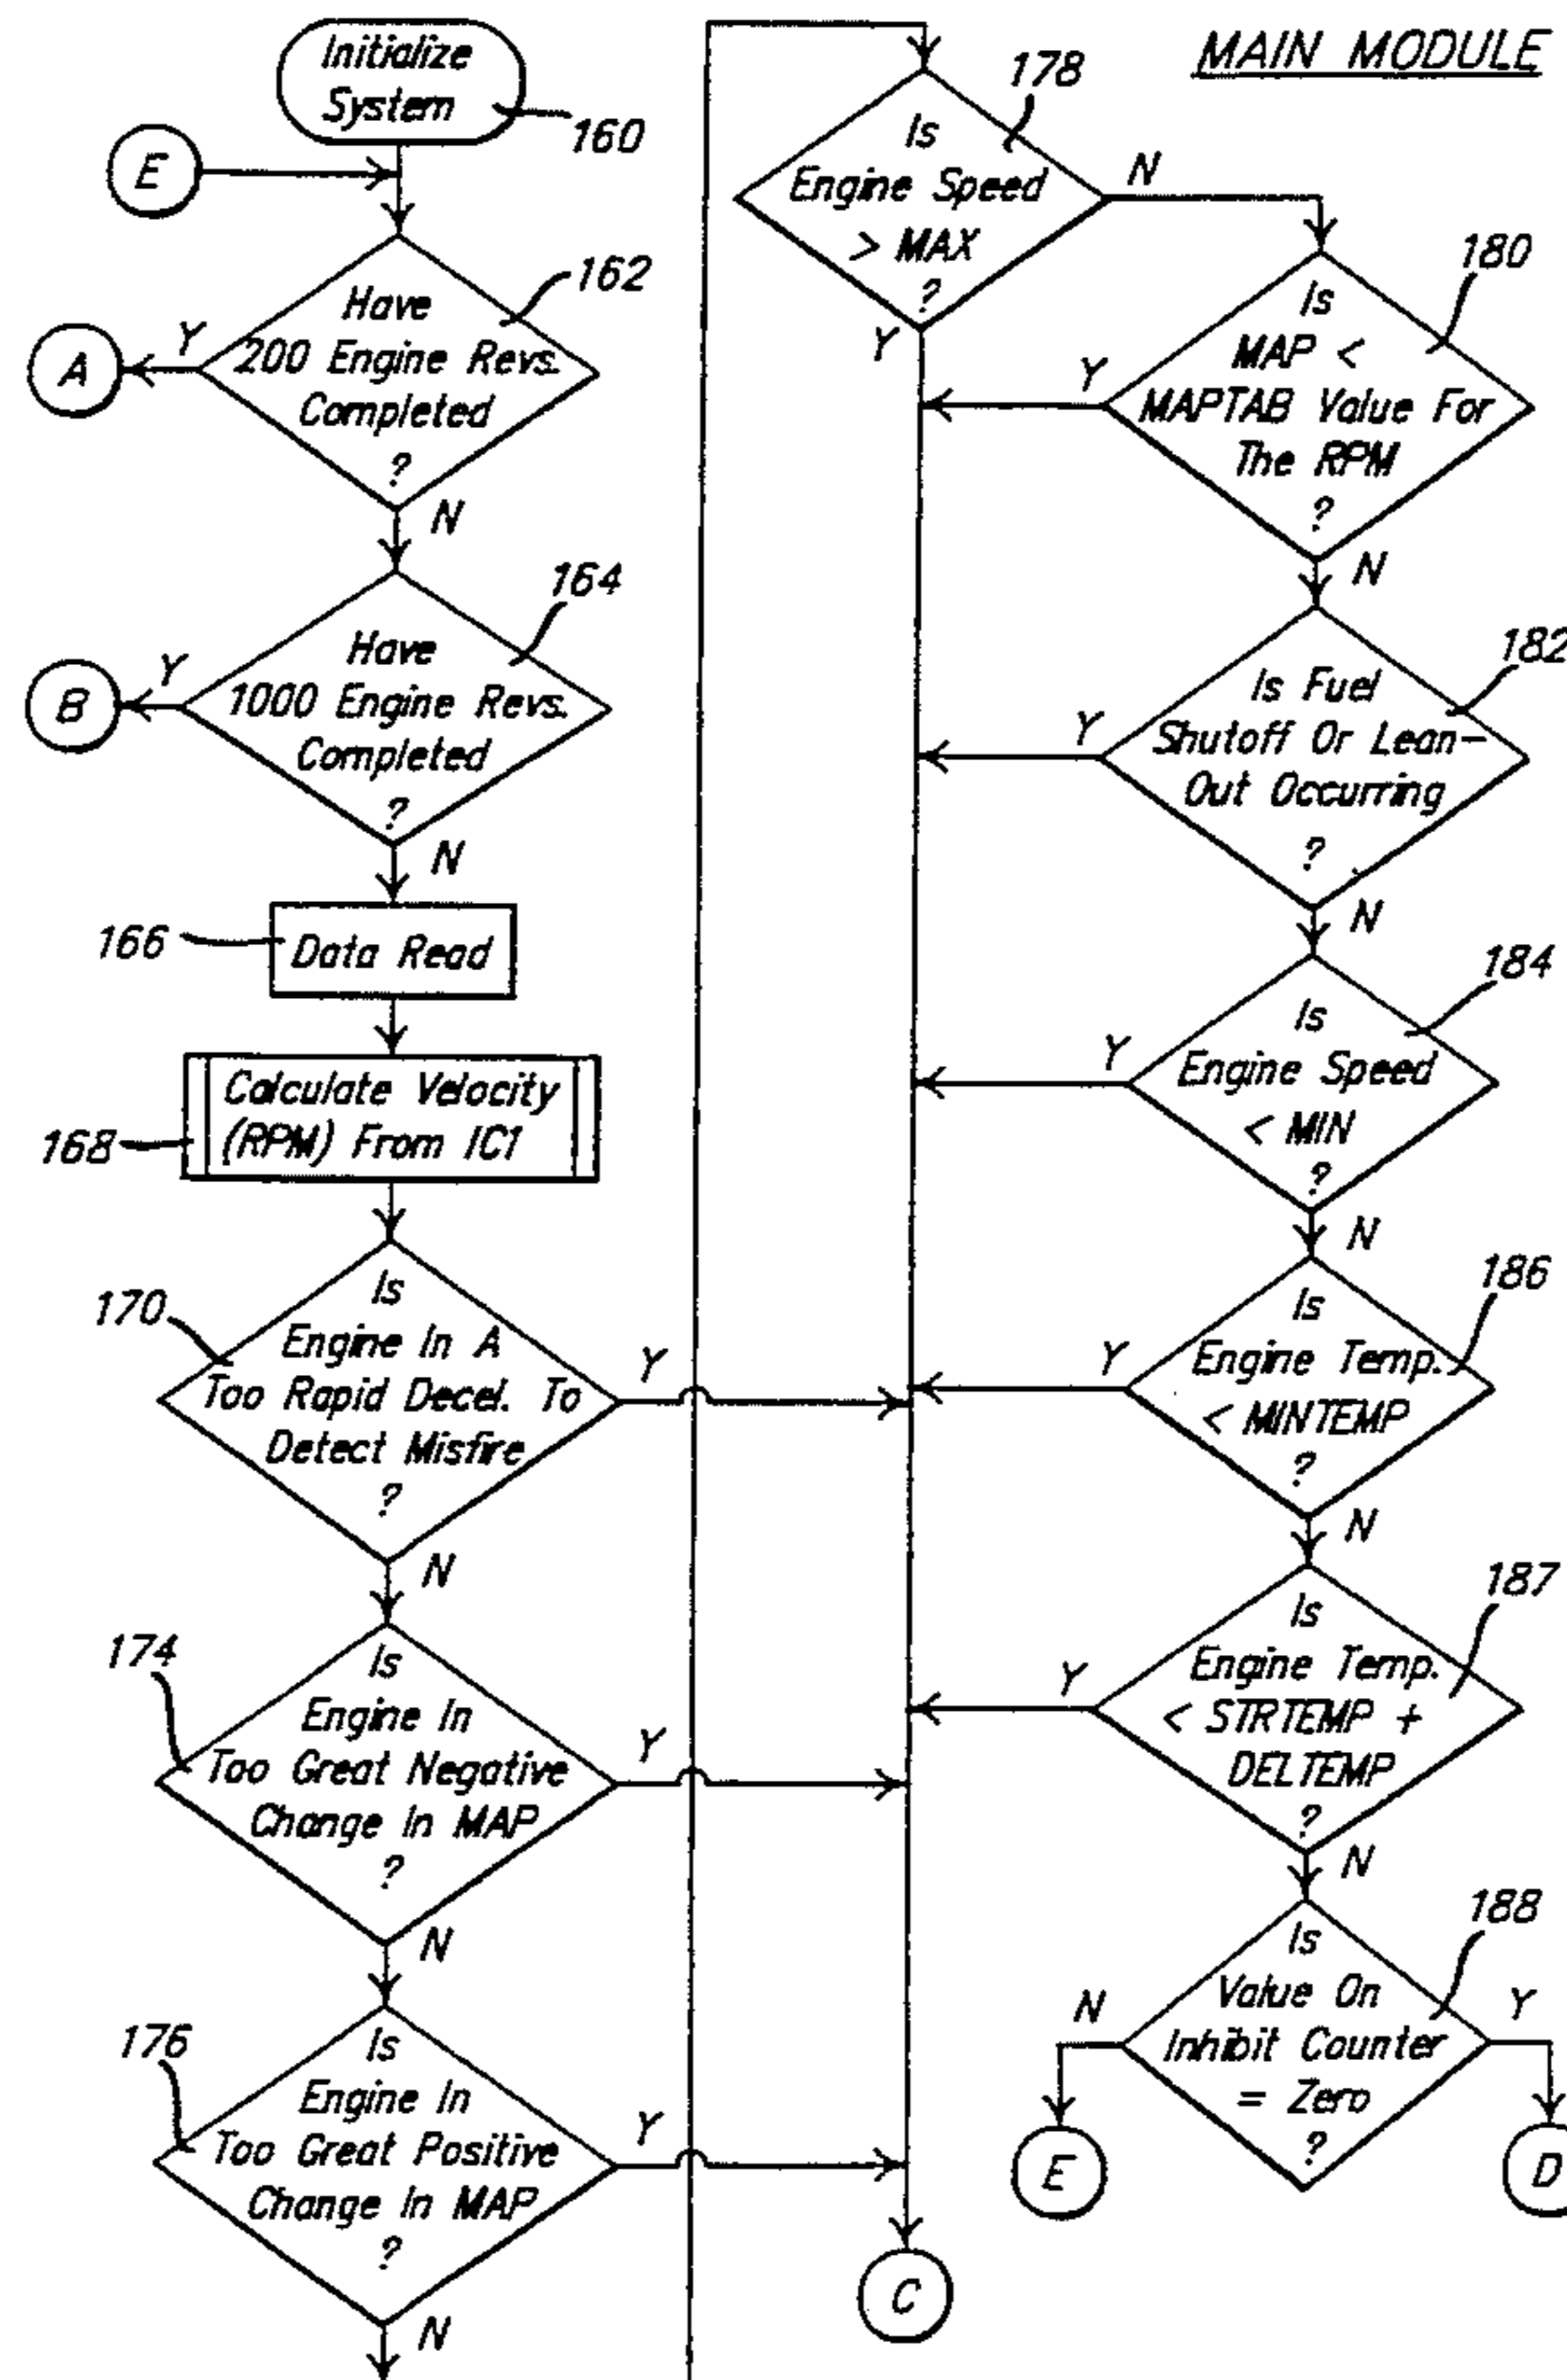 MAIN MODULE
Initialize
System
160
E
Have
200 Engine Revs.
Completed
?
162
Y
A
N
Have
1000 Engine Revs.
Completed
?
164
Y
B
N
166
Data Read
Calculate Velocity
(RPM) From IC1
168
170
Is
Engine In A
Too Rapid Decel. To
Detect Misfire
?
Y
N
174
Is
Engine In
Too Great Negative
Change In MAP
?
Y
N
176
Is
Engine In
Too Great Positive
Change In MAP
?
Y
N
178
Is
Engine Speed
> MAX
?
N
Y
180
Is
MAP <
MAPTAB Value For
The RPM
?
Y
N
182
Is Fuel
Shutoff Or Lean-
Out Occurring
?
Y
N
184
Is
Engine Speed
< MIN
?
Y
N
186
Is
Engine Temp.
< MINTEMP
?
Y
N
187
Is
Engine Temp.
< STRTEMP +
DELTEMP
?
Y
N
188
Is
Value On
Inhibit Counter
= Zero
?
N
Y
E
D
C